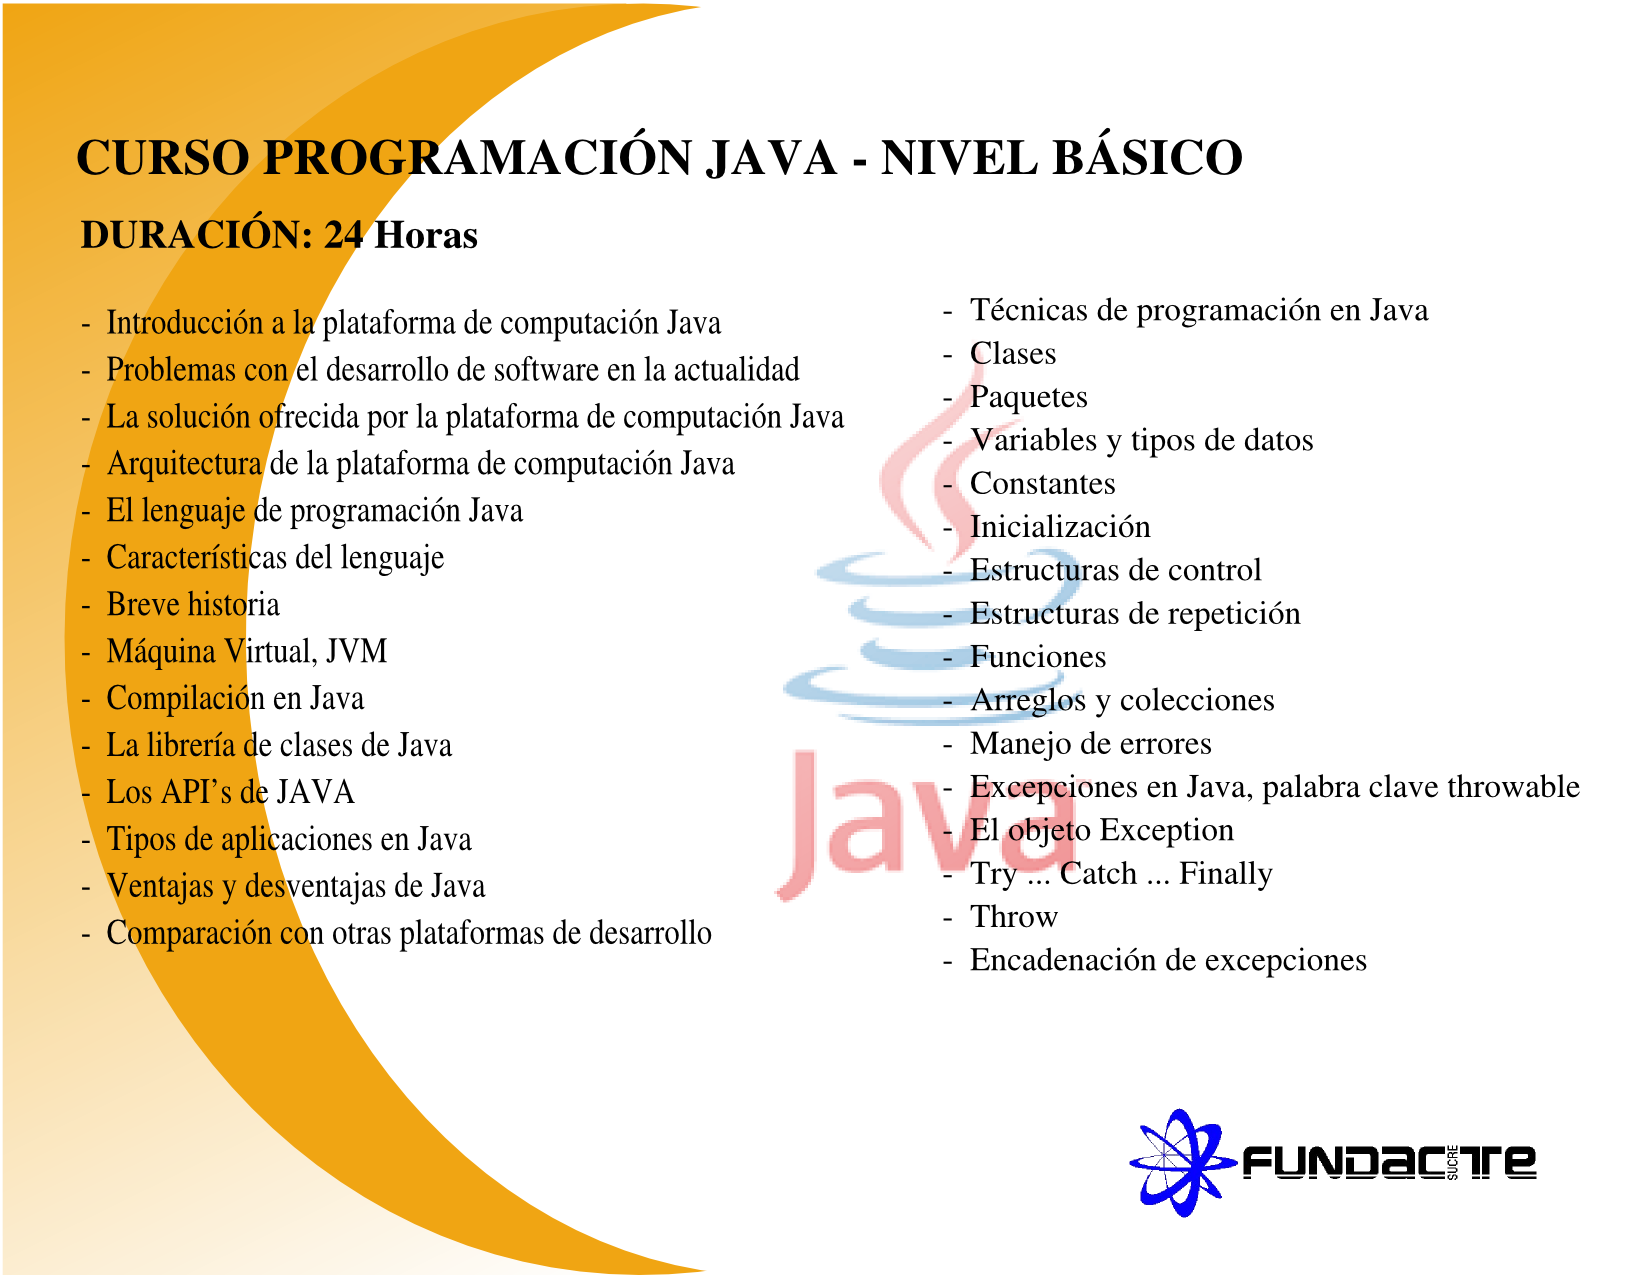 CURSO PROGRAMACIÓN JAVA - NIVEL BÁSICO
DURACIÓN: 24 Horas
- Introducción a la plataforma de computación Java
- Problemas con el desarrollo de software en la actualidad
- La solución ofrecida por la plataforma de computación Java
- Arquitectura de la plataforma de computación Java
- El lenguaje de programación Java
- Características del lenguaje
- Breve historia
- Máquina Virtual, JVM
- Compilación en Java
- La librería de clases de Java
- Los API’s de JAVA
- Tipos de aplicaciones en Java
- Ventajas y desventajas de Java
- Comparación con otras plataformas de desarrollo
- Técnicas de programación en Java
- Clases
- Paquetes
- Variables y tipos de datos
- Constantes
- Inicialización
- Estructuras de control
- Estructuras de repetición
- Funciones
- Arreglos y colecciones
- Manejo de errores
- Excepciones en Java, palabra clave throwable
- El objeto Exception
- Try ... Catch ... Finally
- Throw
- Encadenación de excepciones
Java
FUNDACITE
SUCRE